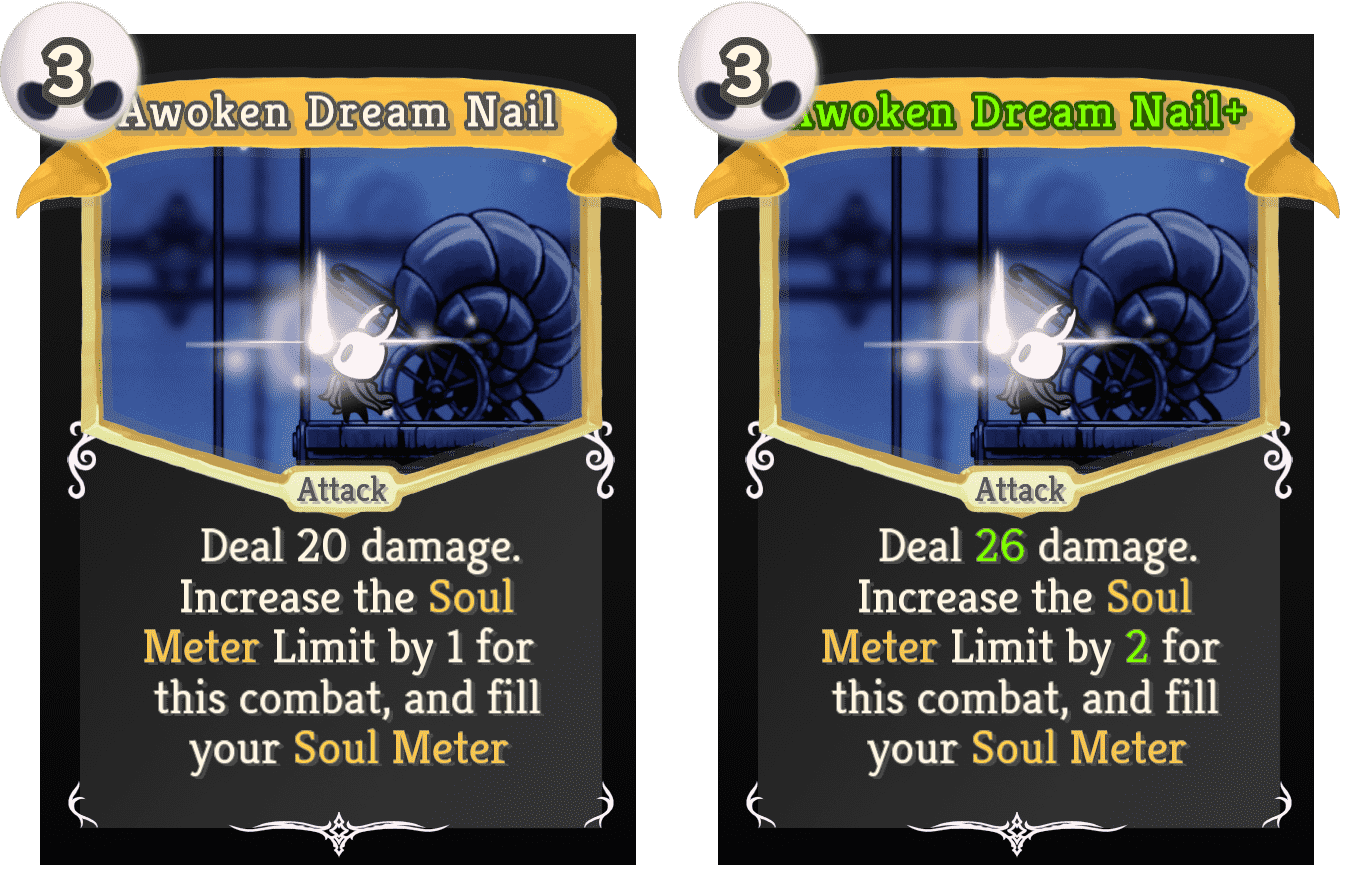 3
Awoken Dream Nail
Attack
Deal 20 damage.
Increase the Soul
Meter Limit by 1 for
this combat, and fill
your Soul Meter
3
Awoken Dream Nail+
Attack
Deal 26 damage.
Increase the Soul
Meter Limit by 2 for
this combat, and fill
your Soul Meter